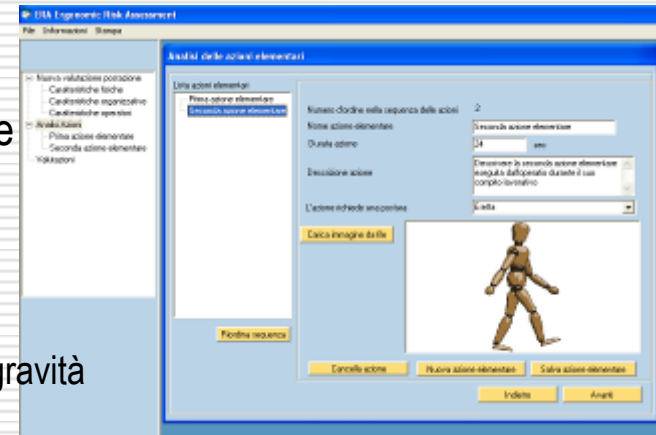 ERA Ergonomic Risk Assessment
File Informazioni Stampa
Analisi delle azioni elementari
Nuova valutazione postazione
Caratteristiche fisiche
Caratteristiche organizzative
Caratteristiche operatori
Analisi Azioni
Prima azione elementare
Seconda azione elementare
Valutazioni
Lista azioni elementari
Prima azione elementare
Seconda azione elementare
Riordina sequenza
Numero d'ordine nella sequenza delle azioni 2
Nome azione elementare Seconda azione elementare
Durata azione 24 sec
Descrizione azione Descrivere la seconda azione elementare
eseguita dall'operatio durante il suo
compito lavorativo
L'azione richiede una postura Eretta
Carica immagine da file
Cancella azione Nuova azione elementare Salva azione elementare
Indietro Avanti
e
gravità